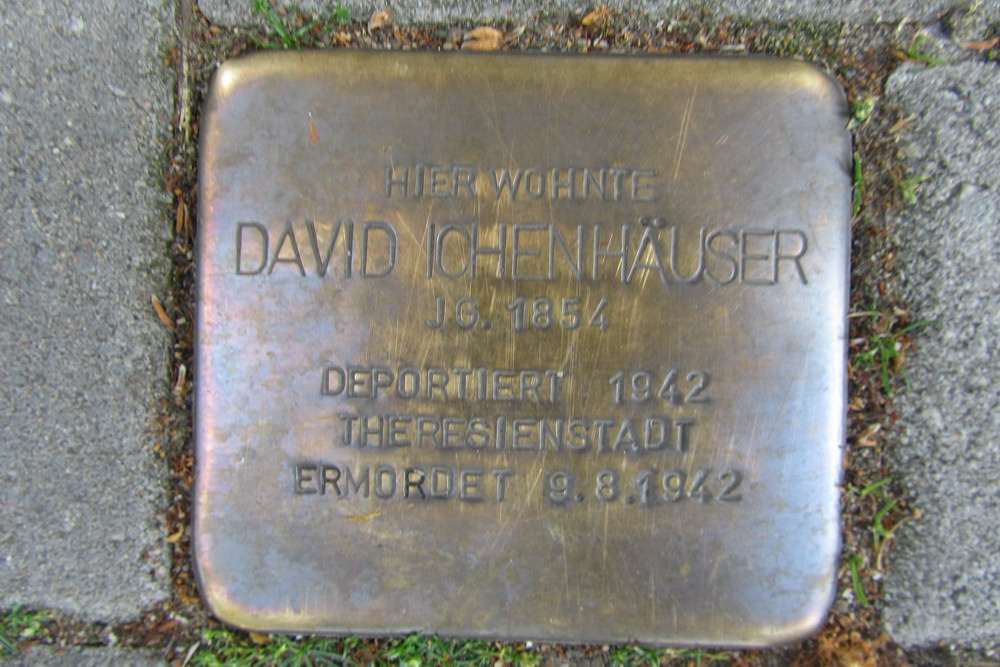 HIER WOHNTE
DAVID ICHENHÄUSER
JG. 1854
DEPORTIERT 1942
THERESIENSTADT
ERMORDET 9.8.1942